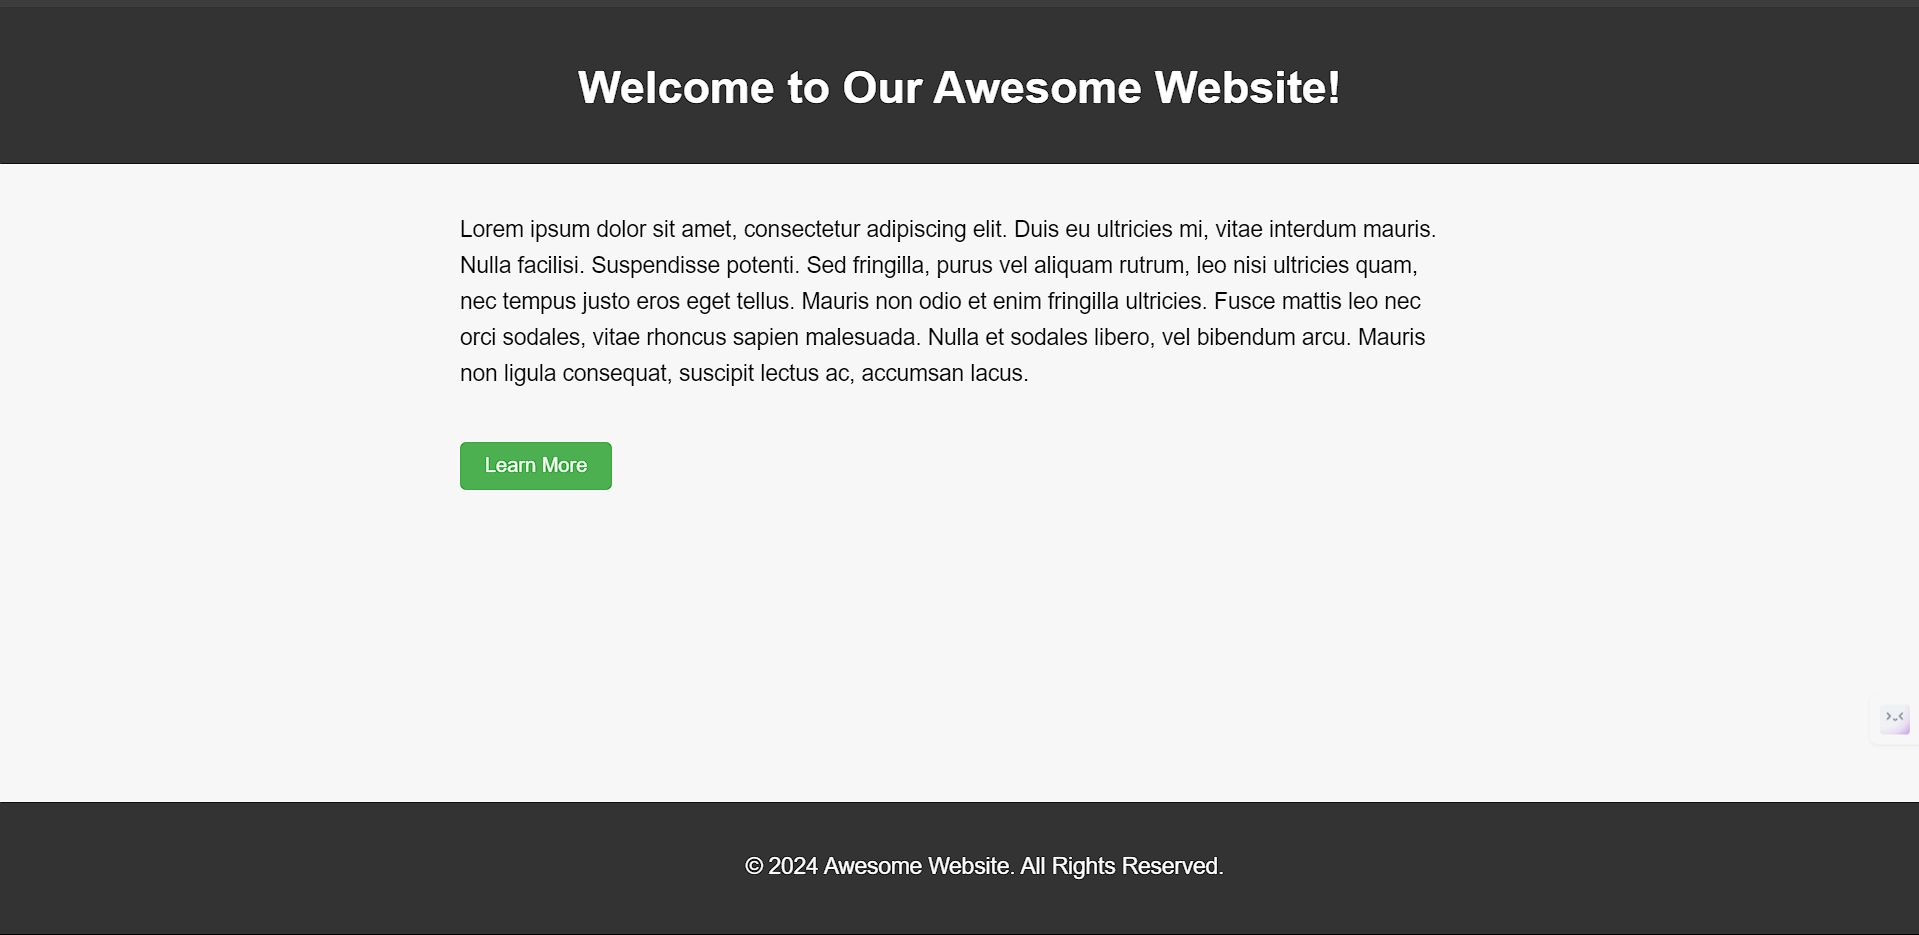 Welcome to Our Awesome Website!
Lorem ipsum dolor sit amet, consectetur adipiscing elit. Duis eu ultricies mi, vitae interdum mauris.
Nulla facilisi. Suspendisse potenti. Sed fringilla, purus vel aliquam rutrum, leo nisi ultricies quam,
nec tempus justo eros eget tellus. Mauris non odio et enim fringilla ultricies. Fusce mattis leo nec
orci sodales, vitae rhoncus sapien malesuada. Nulla et sodales libero, vel bibendum arcu. Mauris
non ligula consequat, suscipit lectus ac, accumsan lacus.
Learn More
© 2024 Awesome Website. All Rights Reserved.